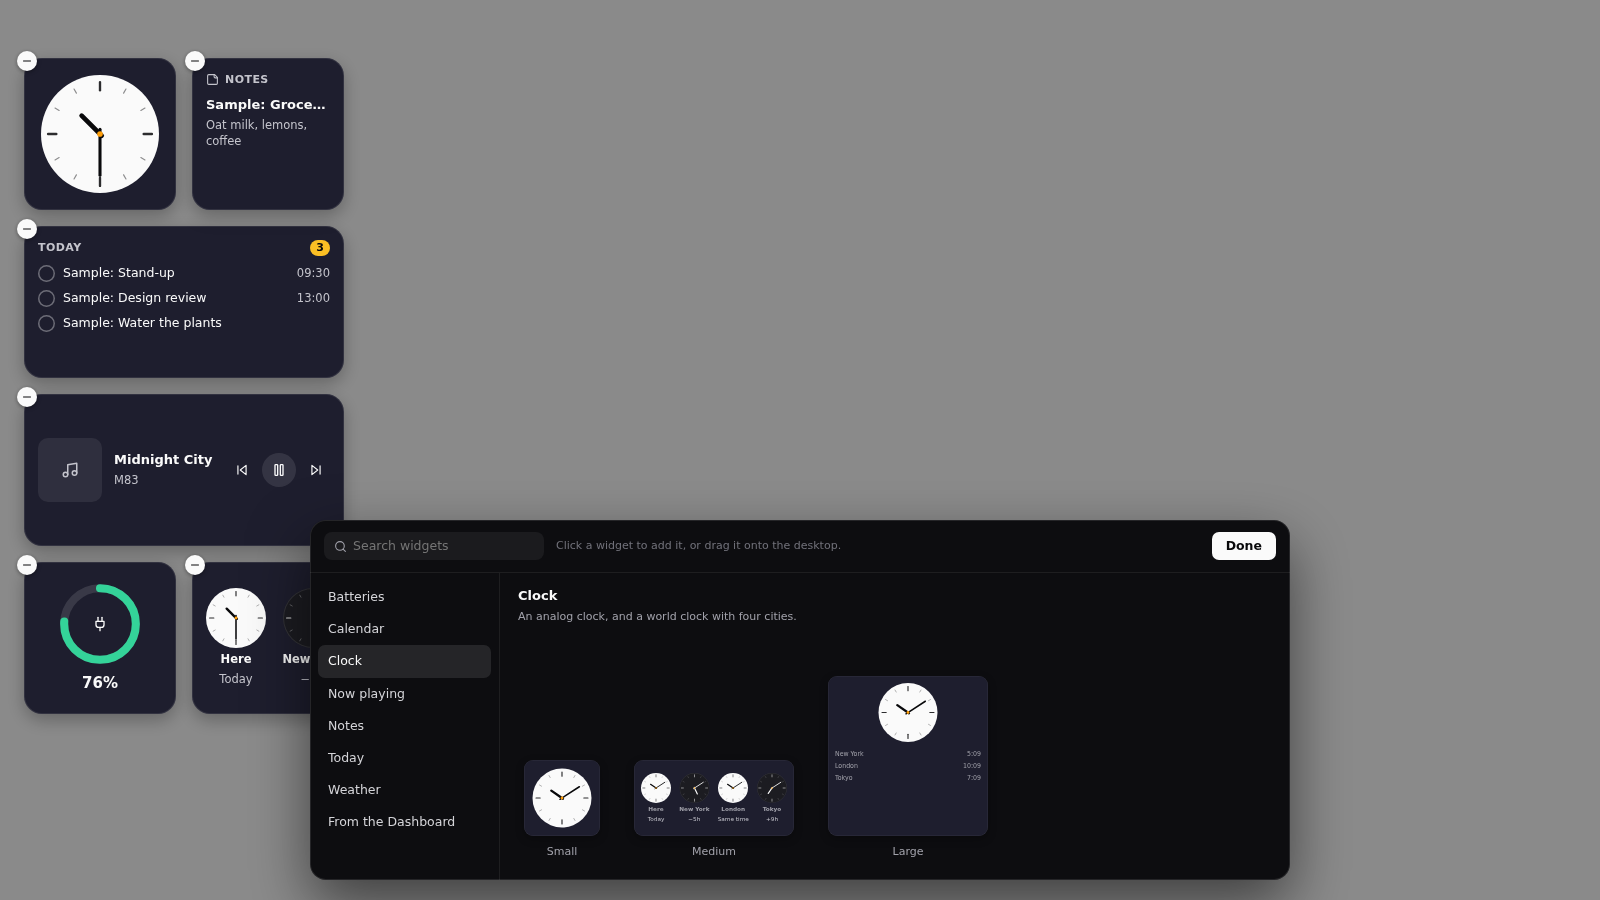 NOTES
Sample: Groce…
Oat milk, lemons,
coffee
TODAY
3
Sample: Stand-up 09:30
Sample: Design review 13:00
Sample: Water the plants
Midnight City
M83
76%
Here
Today
New
Search widgets
Click a widget to add it, or drag it onto the desktop.
Done
Batteries
Calendar
Clock
Now playing
Notes
Today
Weather
From the Dashboard
Clock
An analog clock, and a world clock with four cities.
Small
Here New York London Tokyo
Today −5h Same time +9h
Medium
New York 5:09
London 10:09
Tokyo 7:09
Large